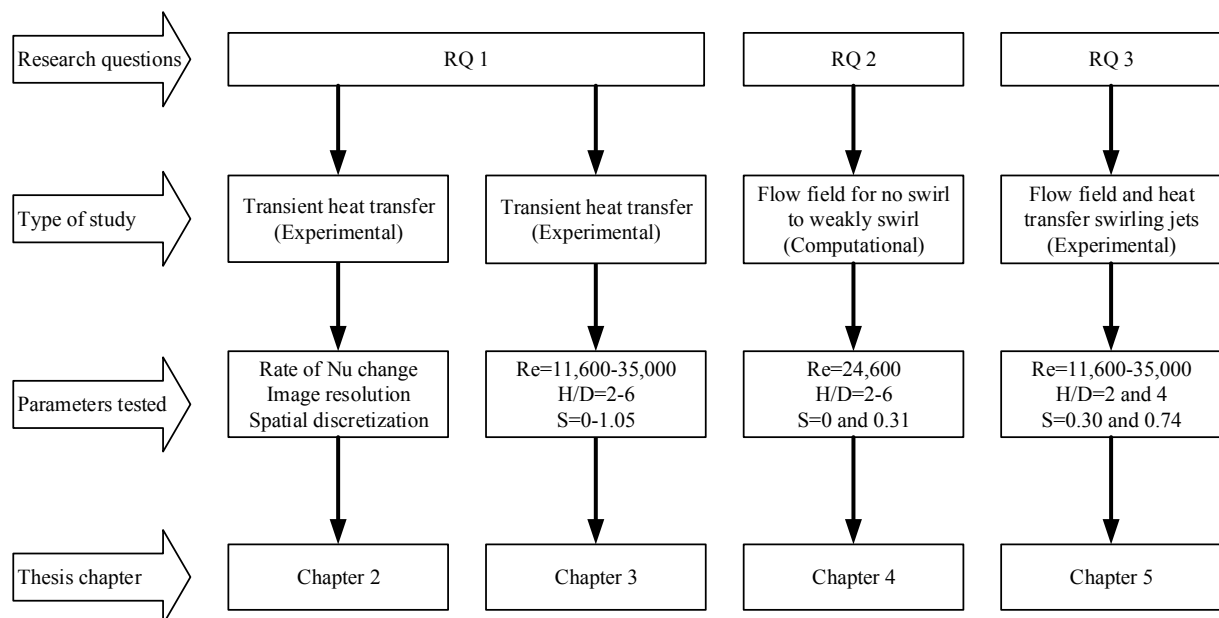 Research questions
RQ 1
RQ 2
RQ 3
Type of study
Transient heat transfer
(Experimental)
Transient heat transfer
(Experimental)
Flow field for no swirl
to weakly swirl
(Computational)
Flow field and heat
transfer swirling jets
(Experimental)
Parameters tested
Rate of Nu change
Image resolution
Spatial discretization
Re=11,600-35,000
H/D=2-6
S=0-1.05
Re=24,600
H/D=2-6
S=0 and 0.31
Re=11,600-35,000
H/D=2 and 4
S=0.30 and 0.74
Thesis chapter
Chapter 2
Chapter 3
Chapter 4
Chapter 5